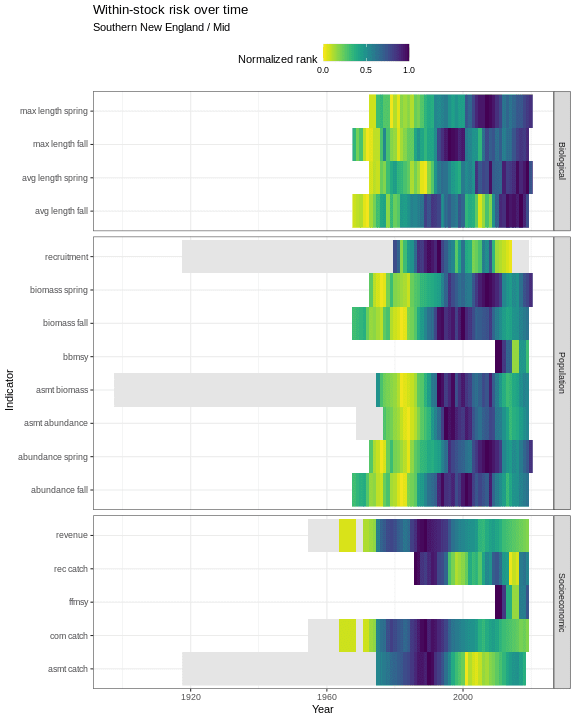 Within-stock risk over time
Southern New England / Mid
Normalized rank
0.0 0.5 1.0
max length spring
max length fall
avg length spring
avg length fall
Biological
recruitment
biomass spring
biomass fall
bbmsy
asmt biomass
asmt abundance
abundance spring
abundance fall
Population
revenue
rec catch
ffmsy
com catch
asmt catch
Socioeconomic
Indicator
1920 1960 2000
Year